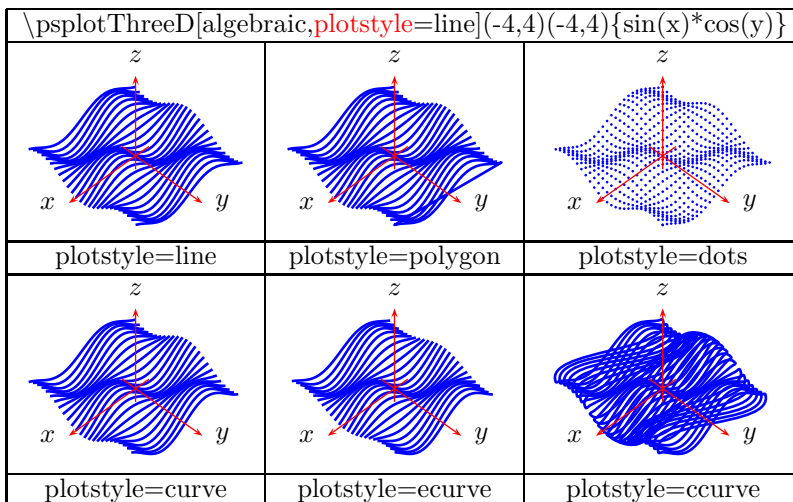 \psplotThreeD[algebraic,plotstyle=line](-4,4)(-4,4){sin(x)*cos(y)}
z z z
x y x y x y
plotstyle=line plotstyle=polygon plotstyle=dots
z z z
x y x y x y
plotstyle=curve plotstyle=ecurve plotstyle=ccurve